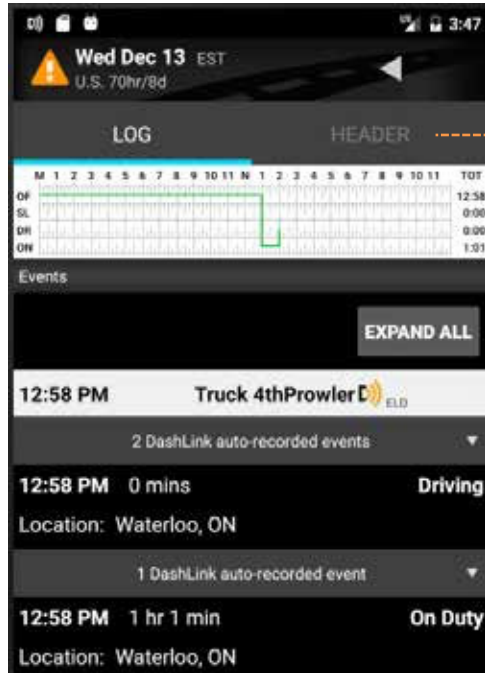 3:47
Wed Dec 13 EST
U.S. 70hr/8d
LOG HEADER
M 1 2 3 4 5 6 7 8 9 10 11 N 1 2 3 4 5 6 7 8 9 10 11 TOT
OF 12:58
SL 0:00
DR 0:00
ON 1:01
Events
EXPAND ALL
12:58 PM Truck 4thProwler D ELD
2 DashLink auto-recorded events
12:58 PM 0 mins Driving
Location: Waterloo, ON
1 DashLink auto-recorded event
12:58 PM 1 hr 1 min On Duty
Location: Waterloo, ON